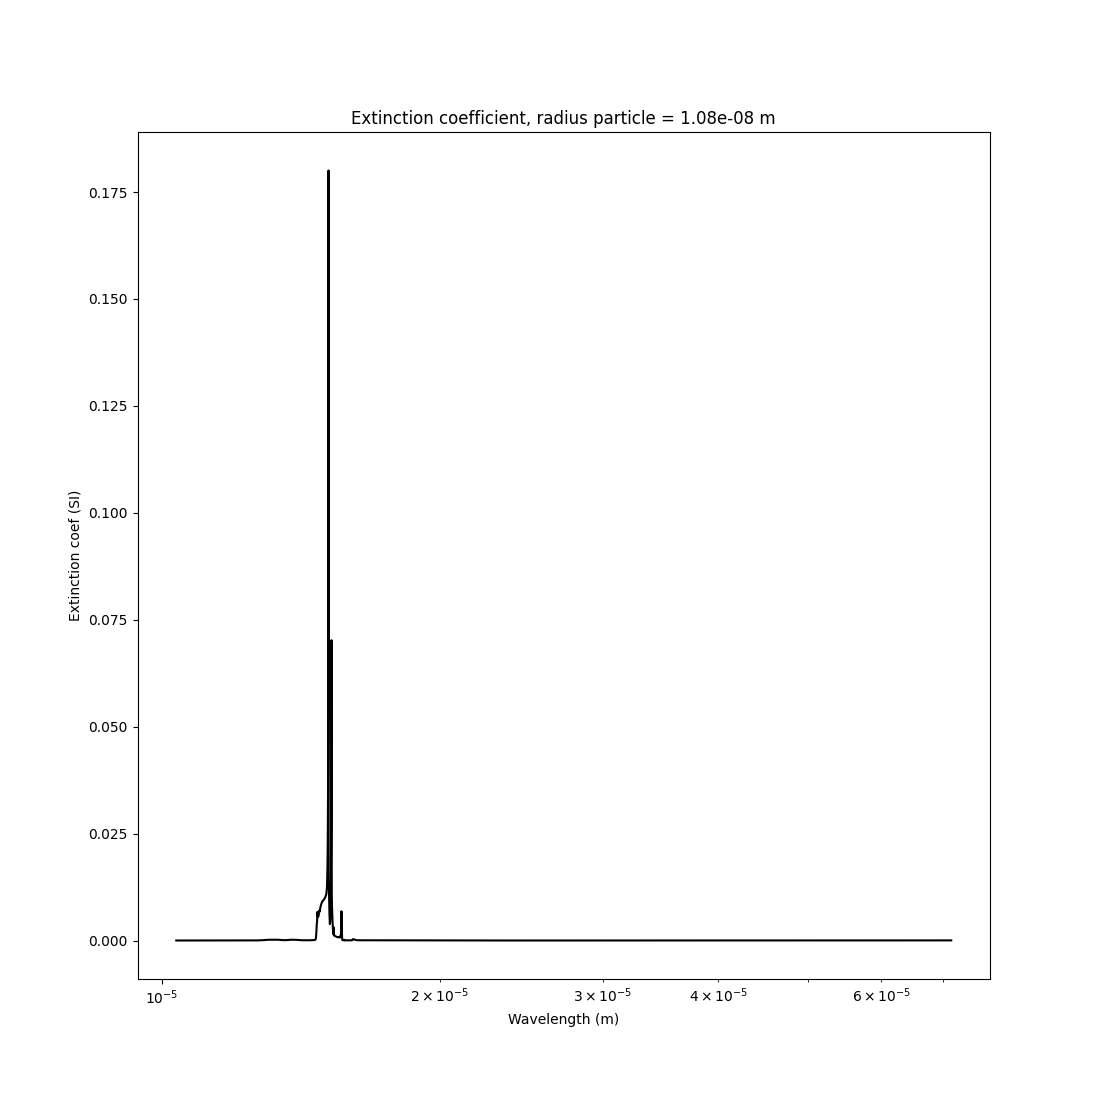 Extinction coefficient, radius particle = 1.08e-08 m
0.175
0.150
0.125
0.100
0.075
0.050
0.025
0.000
Extinction coef (SI)
10⁻⁵ 2 × 10⁻⁵ 3 × 10⁻⁵ 4 × 10⁻⁵ 6 × 10⁻⁵
Wavelength (m)